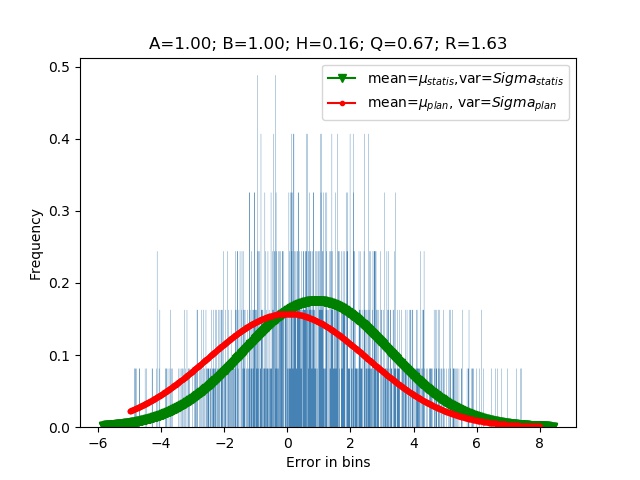 A=1.00; B=1.00; H=0.16; Q=0.67; R=1.63
mean=μstatis,var=Sigmastatis
mean=μplan, var=Sigmaplan
Frequency
0.5
0.4
0.3
0.2
0.1
0.0
−6 −4 −2 0 2 4 6 8
Error in bins